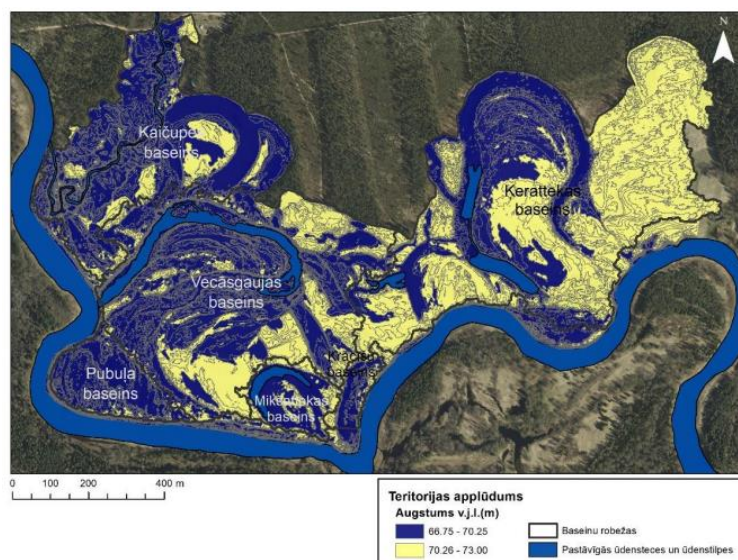 N
Kaičupes
baseins
Kerattekas
baseins
Vecāsgaujas
baseins
baseins
Pubula
baseins
baseins
0 100 200 400 m
Teritorijas applūdums
Augstums v.j.l.(m)
66.75 - 70.25
70.26 - 73.00
Baseinu robežas
Pastāvīgās ūdensteces un ūdenstilpes